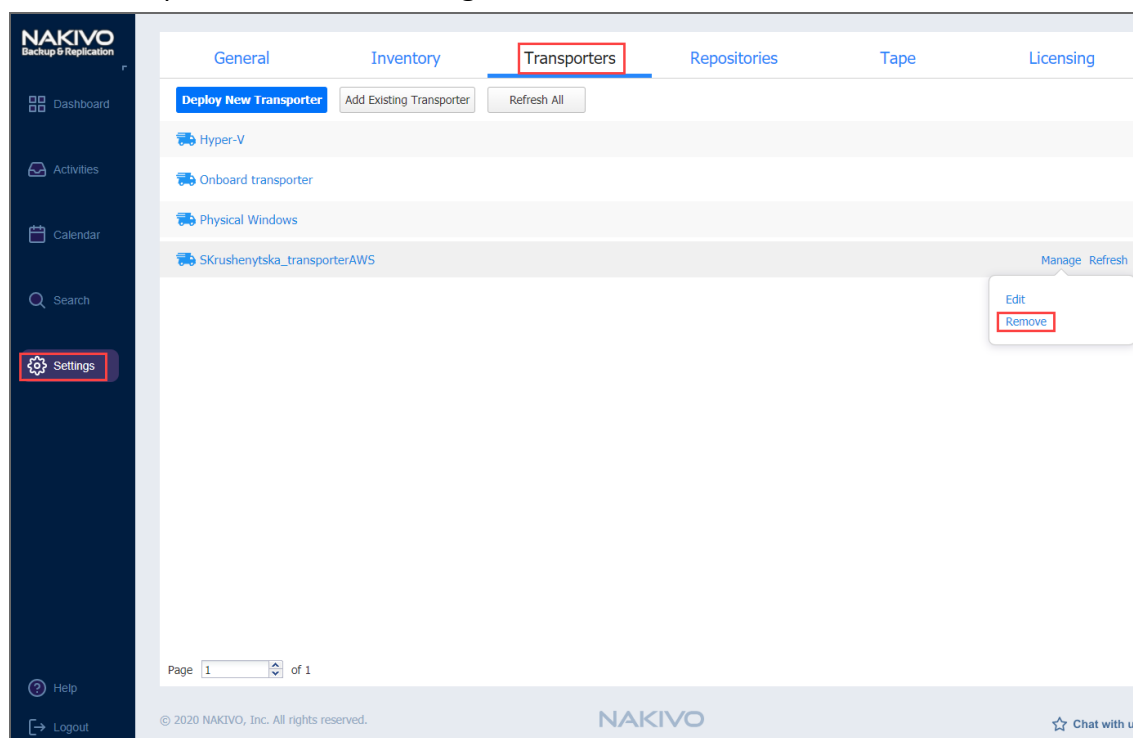 NAKIVO
Backup & Replication
Dashboard
Activities
Calendar
Search
Settings
Help
Logout
General Inventory Transporters Repositories Tape Licensing
Deploy New Transporter Add Existing Transporter Refresh All
Hyper-V
Onboard transporter
Physical Windows
SKrushenytska_transporterAWS Manage Refresh
Edit
Remove
Page 1 of 1
© 2020 NAKIVO, Inc. All rights reserved. NAKIVO Chat with u